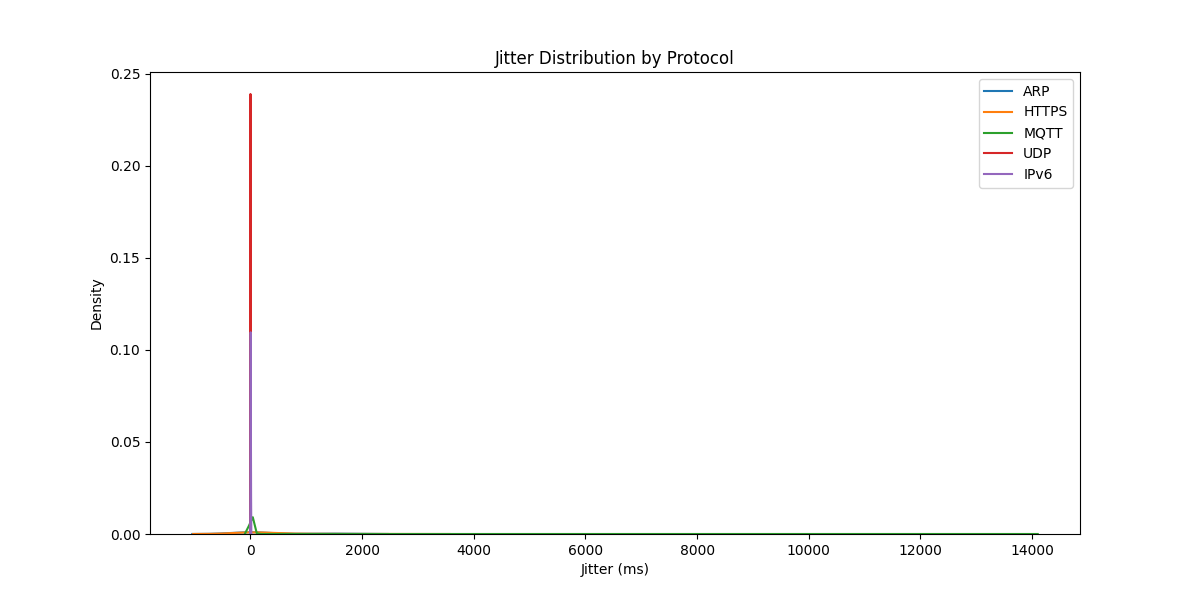 Jitter Distribution by Protocol
0.25
0.20
0.15
0.10
0.05
0.00
Density
0
2000
4000
6000
8000
10000
12000
14000
Jitter (ms)
ARP
HTTPS
MQTT
UDP
IPv6